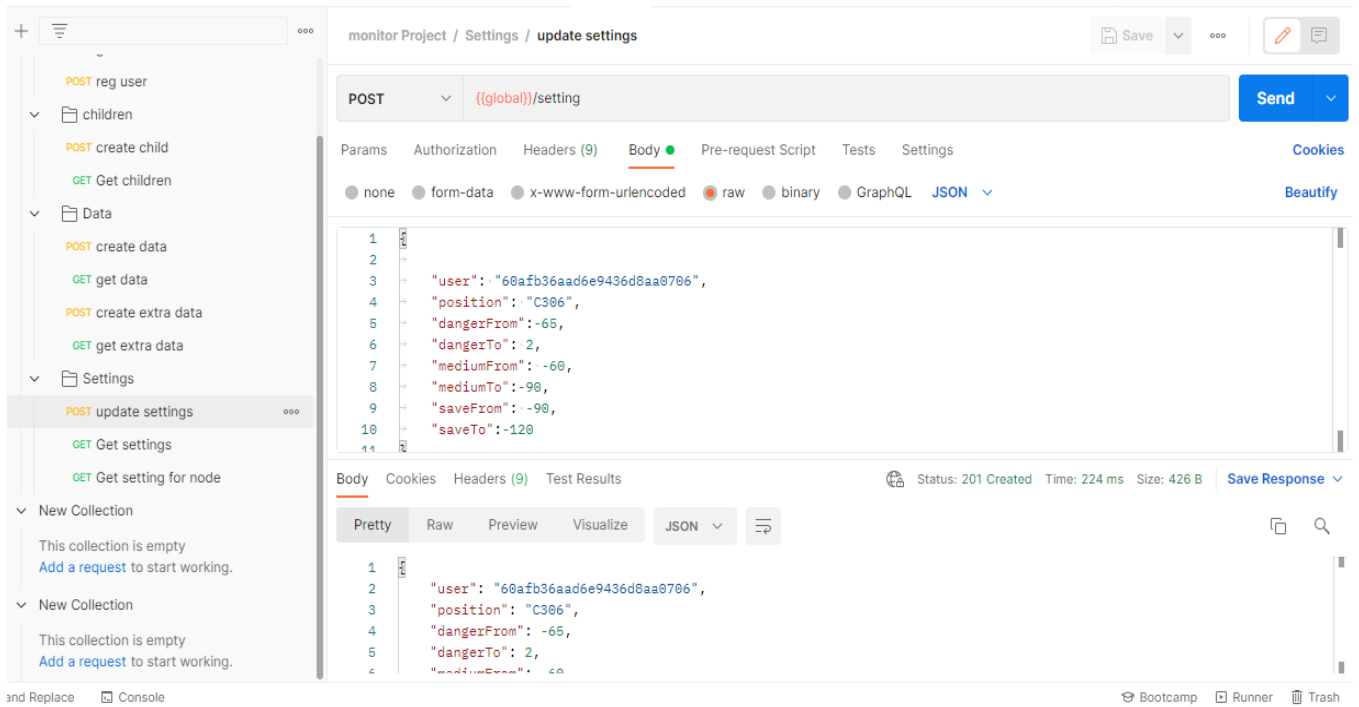 monitor Project / Settings / update settings
Save
POST reg user
children
POST create child
GET Get children
Data
POST create data
GET get data
POST create extra data
GET get extra data
Settings
POST update settings
GET Get settings
GET Get setting for node
New Collection
This collection is empty
Add a request to start working.
New Collection
This collection is empty
Add a request to start working.
POST {{global}}/setting Send
Params Authorization Headers (9) Body Pre-request Script Tests Settings Cookies
none form-data x-www-form-urlencoded raw binary GraphQL JSON Beautify
1 {
2
3 "user": "60afb36aad6e9436d8aa0706",
4 "position": "C306",
5 "dangerFrom":-65,
6 "dangerTo": 2,
7 "mediumFrom": -60,
8 "mediumTo":-90,
9 "saveFrom": -90,
10 "saveTo":-120
11 }
Body Cookies Headers (9) Test Results Status: 201 Created Time: 224 ms Size: 426 B Save Response
Pretty Raw Preview Visualize JSON
1 {
2 "user": "60afb36aad6e9436d8aa0706",
3 "position": "C306",
4 "dangerFrom": -65,
5 "dangerTo": 2,
6 "mediumFrom": -60
and Replace Console Bootcamp Runner Trash